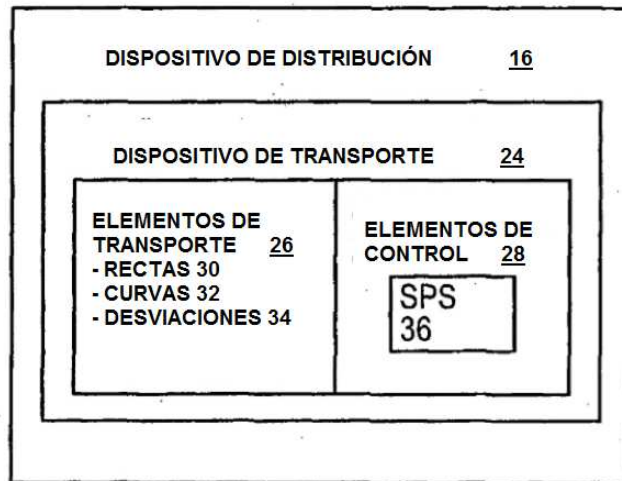 DISPOSITIVO DE DISTRIBUCIÓN 16
DISPOSITIVO DE TRANSPORTE 24
ELEMENTOS DE
TRANSPORTE 26
- RECTAS 30
- CURVAS 32
- DESVIACIONES 34
ELEMENTOS DE
CONTROL 28
SPS
36